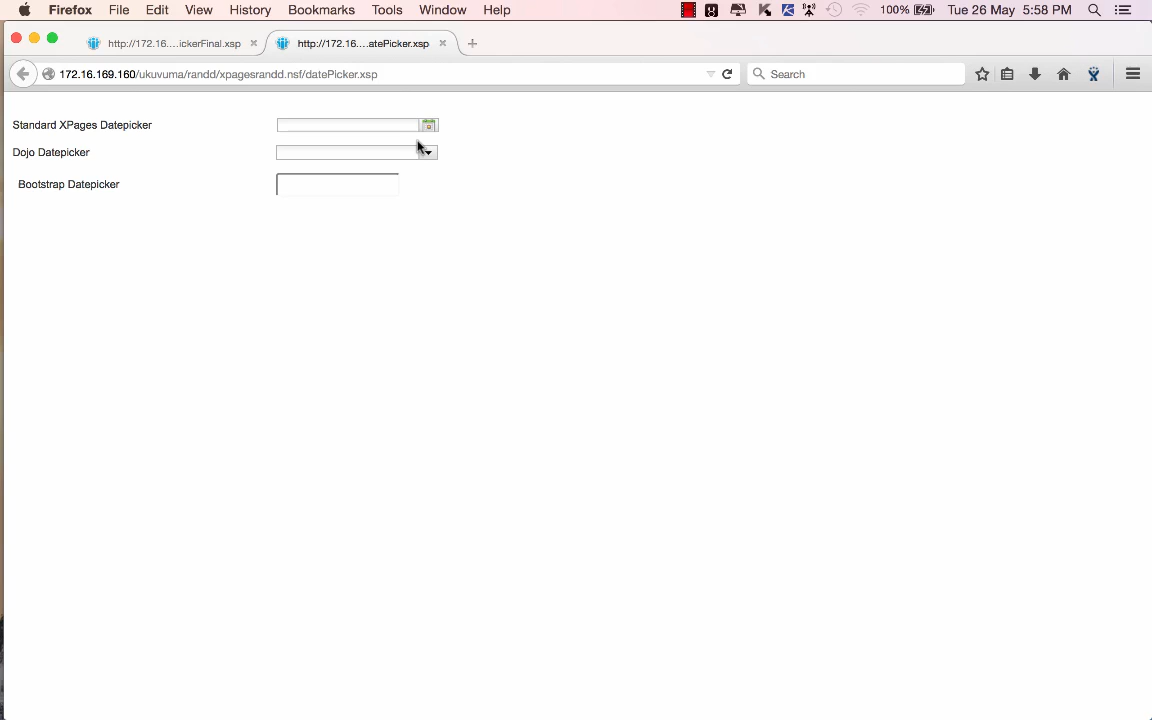 Firefox File Edit View History Bookmarks Tools Window Help 100% Tue 26 May 5:58 PM
http://172.16....ickerFinal.xsp http://172.16....atePicker.xsp
172.16.169.160/ukuvuma/randd/xpagesrandd.nsf/datePicker.xsp Search
Standard XPages Datepicker
Dojo Datepicker
Bootstrap Datepicker